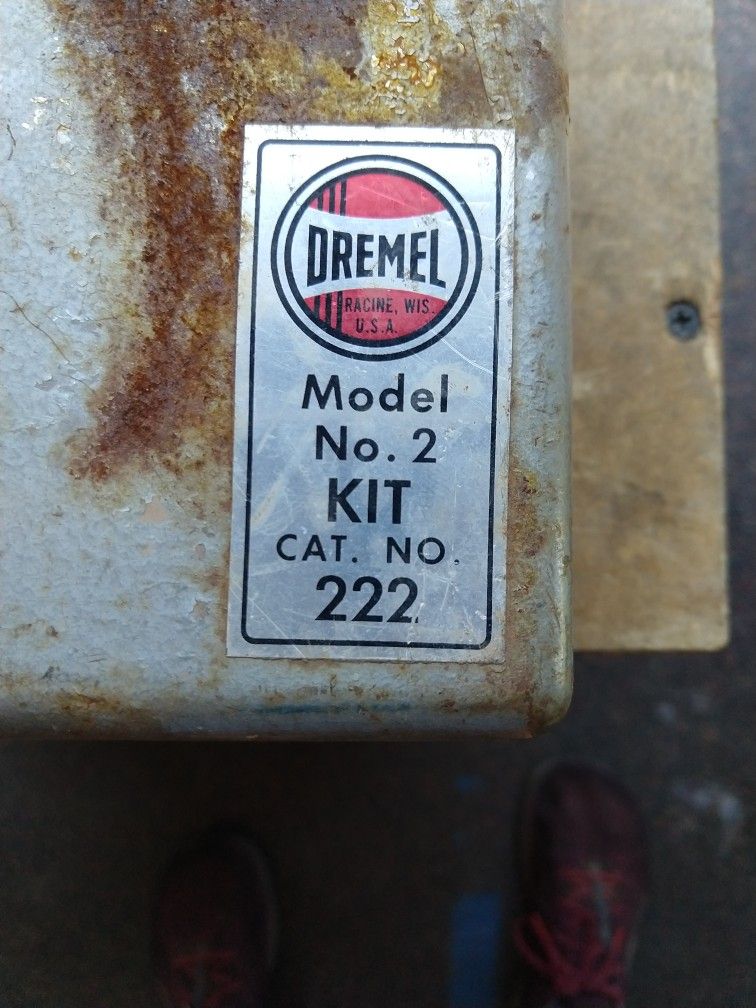 DREMEL
RACINE, WIS.
U.S.A.
Model
No. 2
KIT
CAT. NO.
222